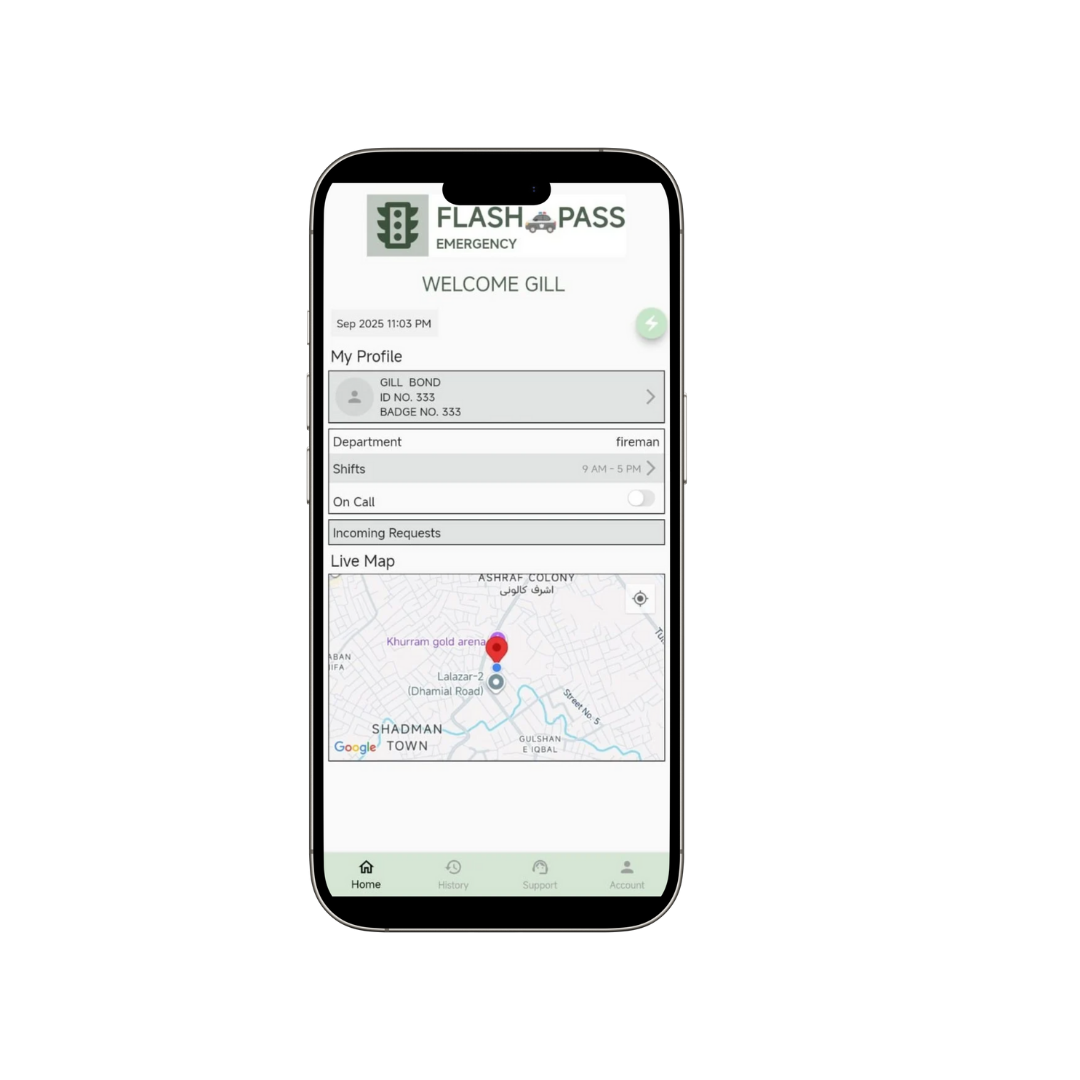 FLASH PASS
EMERGENCY
WELCOME GILL
Sep 2025 11:03 PM
My Profile
GILL BOND
ID NO. 333
BADGE NO. 333
Department fireman
Shifts 9 AM - 5 PM
On Call
Incoming Requests
Live Map
ASHRAF COLONY
اشرف کالونی
Khurram gold arena
Lalazar-2
(Dhamial Road)
Street No. 5
SHADMAN
TOWN
GULSHAN
E IQBAL
Google
Home History Support Account